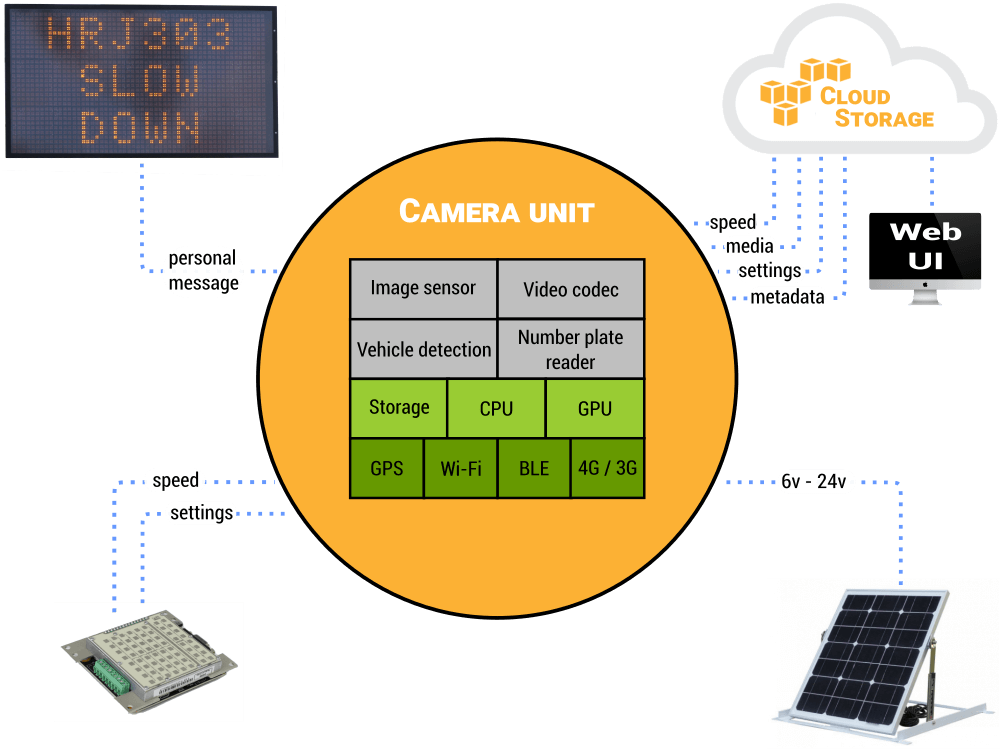 HRJ303
SLOW
DOWN
CLOUD
STORAGE
Web
UI
CAMERA UNIT
personal
message
speed
media
settings
metadata
Image sensor
Video codec
Vehicle detection
Number plate
reader
Storage
CPU
GPU
GPS
Wi-Fi
BLE
4G / 3G
speed
settings
6v - 24v